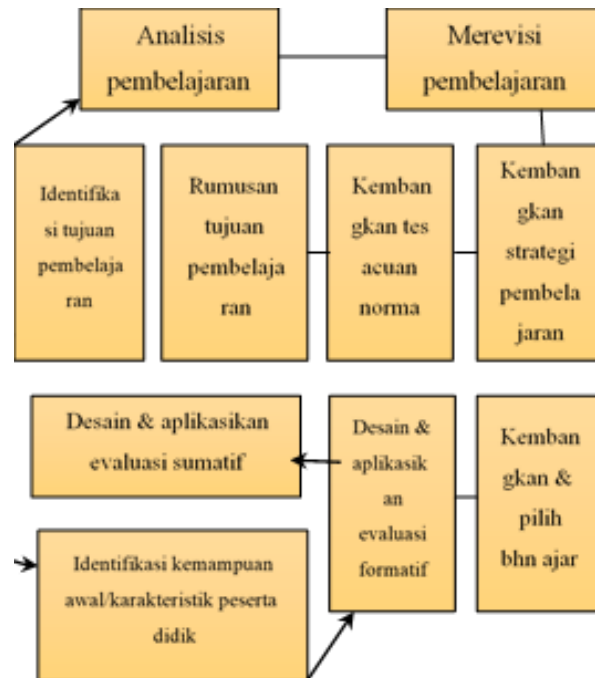 Analisis
pembelajaran
Merevisi
pembelajaran
Identifika
si tujuan
pembelaja
ran
Rumusan
tujuan
pembelaja
ran
Kemban
gkan tes
acuan
norma
Kemban
gkan
strategi
pembela
jaran
Desain & aplikasikan
evaluasi sumatif
Desain &
aplikasik
an
evaluasi
formatif
Kemban
gkan &
pilih
bhn ajar
Identifikasi kemampuan
awal/karakteristik peserta
didik